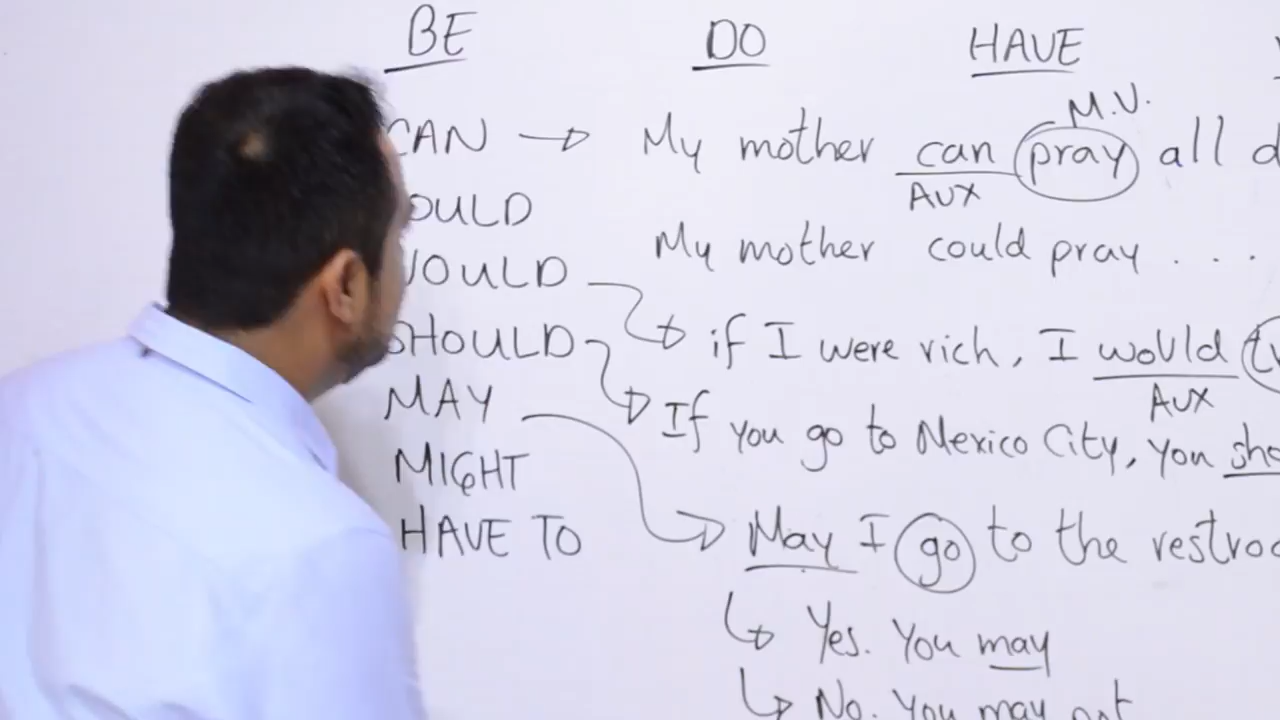 BE DO HAVE
CAN → My mother can pray all
M.V.
AUX
OULD My mother could pray ....
WOULD if I were rich, I would
AUX
SHOULD If you go to Mexico City, you
MAY May I go to the
MIGHT
HAVE TO
Yes. You may
No. You may not